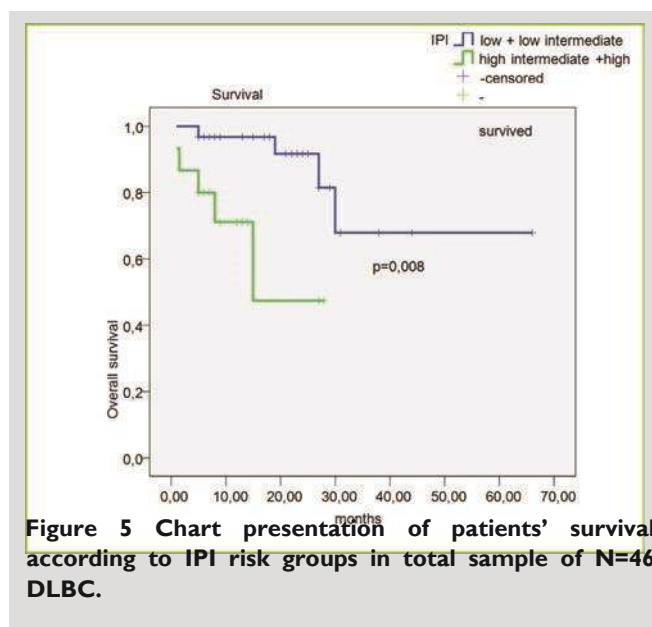 IPI low + low intermediate
high intermediate +high
-censored
-
Survival
survived
1,0
0,8
0,6
0,4
0,2
0,0
p=0,008
Overall survival
0,00 10,00 20,00 30,00 40,00 50,00 60,00 70,00
months
Figure 5 Chart presentation of patients' survival
according to IPI risk groups in total sample of N=46
DLBC.